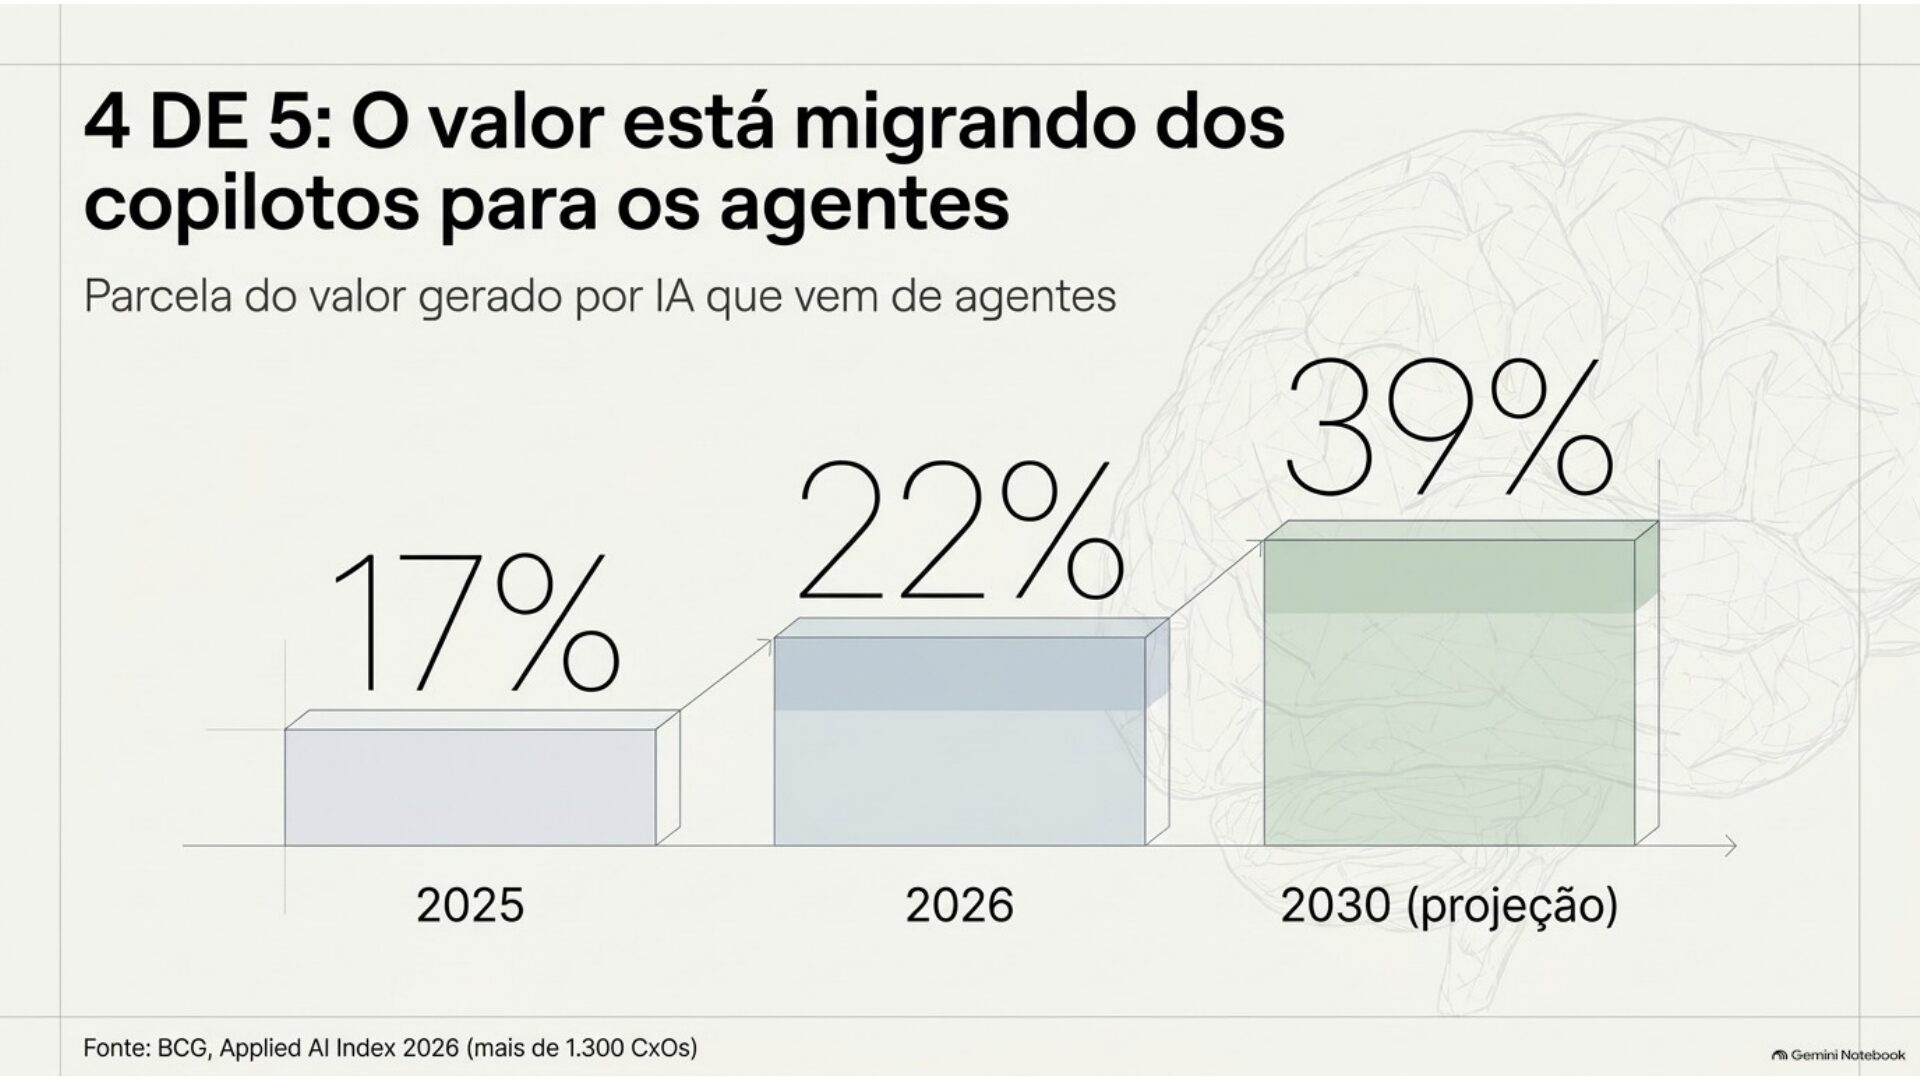 4 DE 5: O valor está migrando dos
copilotos para os agentes
Parcela do valor gerado por IA que vem de agentes
17%
22%
39%
2025
2026
2030 (projeção)
Fonte: BCG, Applied AI Index 2026 (mais de 1.300 CxOs)
Gemini Notebook